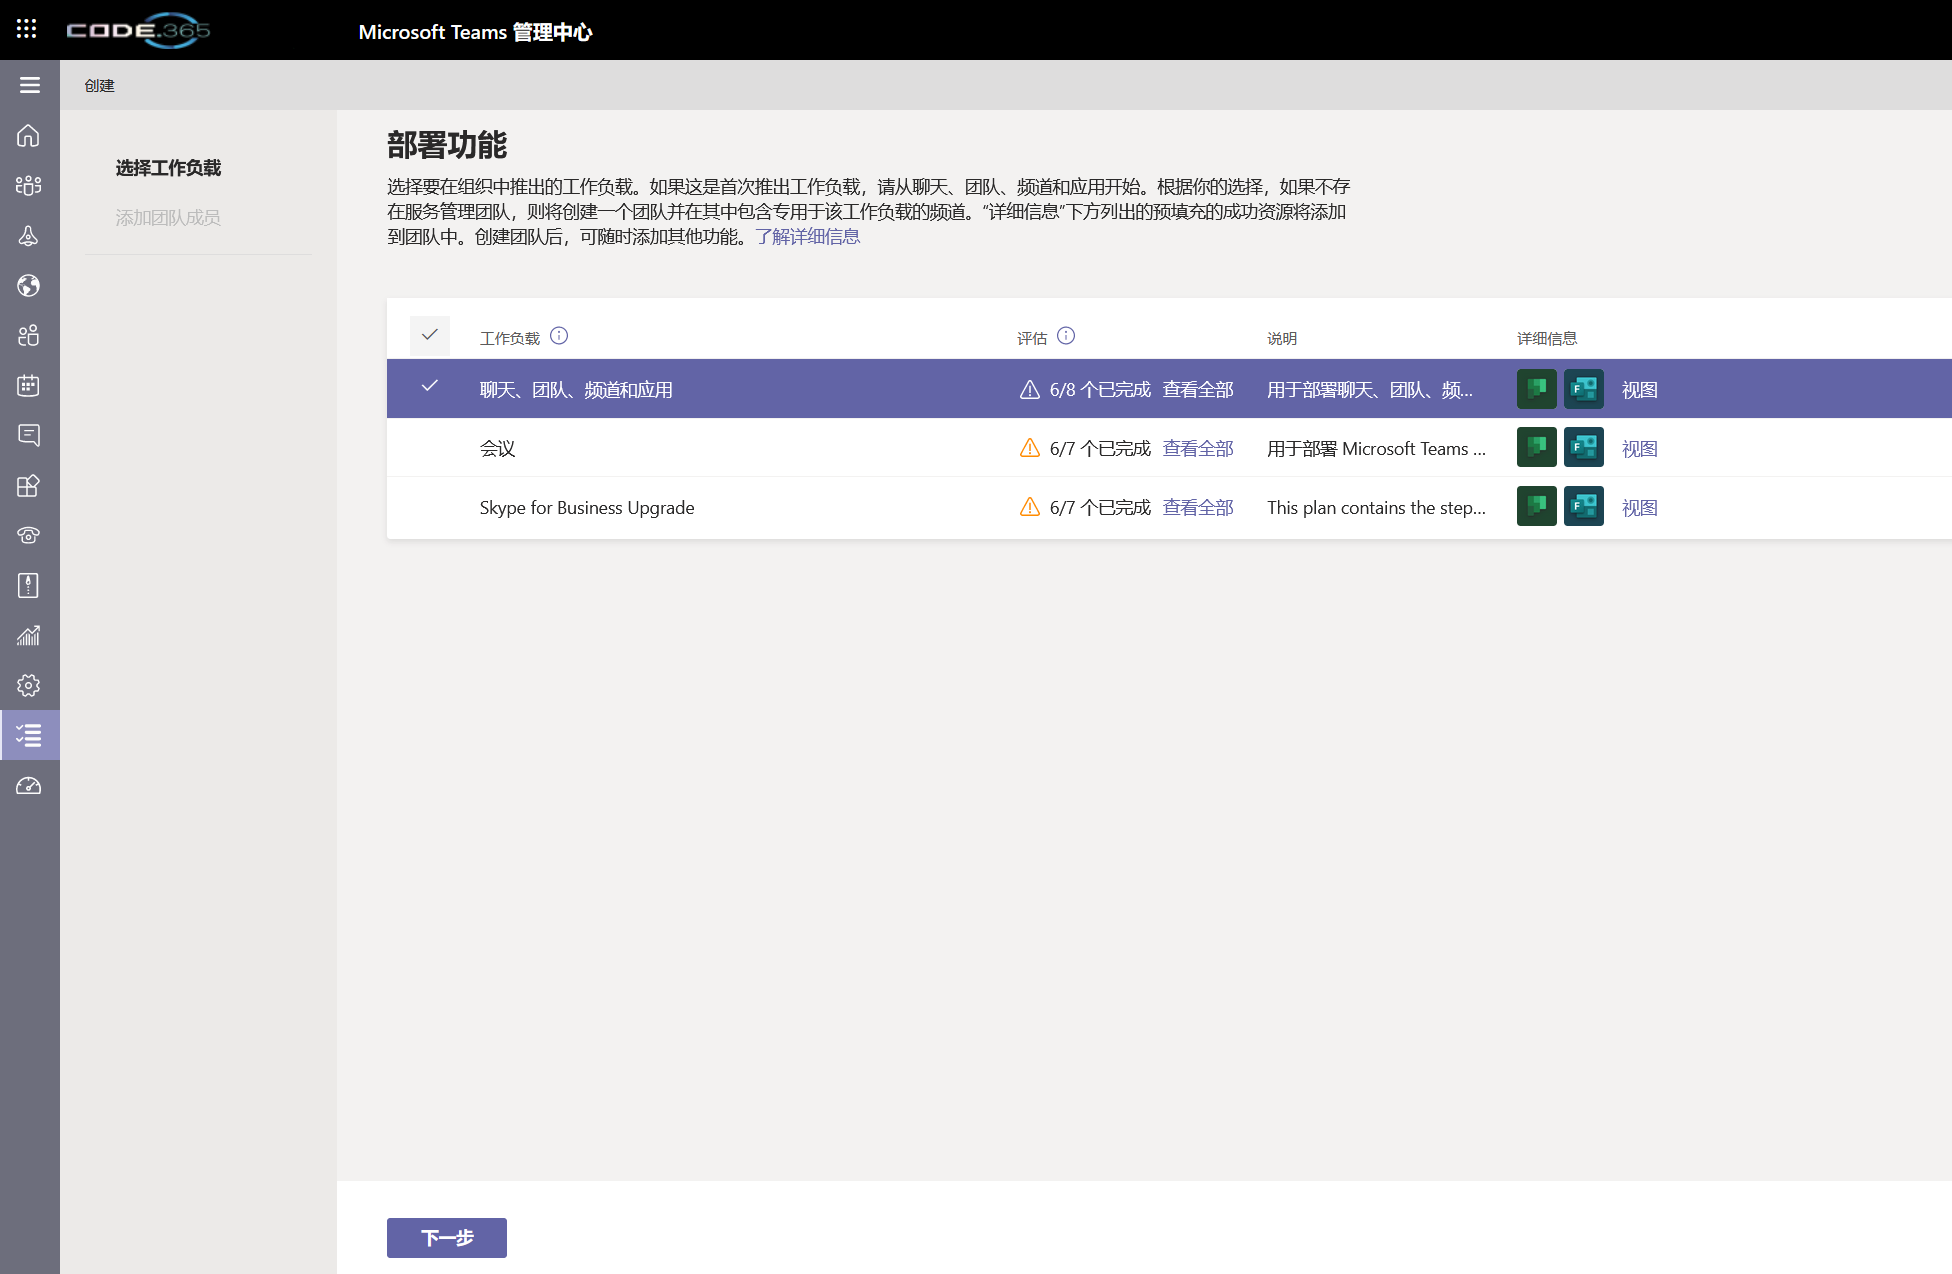 CODE.365
Microsoft Teams 管理中心
创建
选择工作负载
添加团队成员
部署功能
选择要在组织中推出的工作负载。如果这是首次推出工作负载，请从聊天、团队、频道和应用开始。根据你的选择，如果不存
在服务管理团队，则将创建一个团队并在其中包含专用于该工作负载的频道。“详细信息”下方列出的预填充的成功资源将添加
到团队中。创建团队后，可随时添加其他功能。了解详细信息
工作负载 评估 说明 详细信息
聊天、团队、频道和应用 6/8 个已完成 查看全部 用于部署聊天、团队、频... 视图
会议 6/7 个已完成 查看全部 用于部署 Microsoft Teams ... 视图
Skype for Business Upgrade 6/7 个已完成 查看全部 This plan contains the step... 视图
下一步